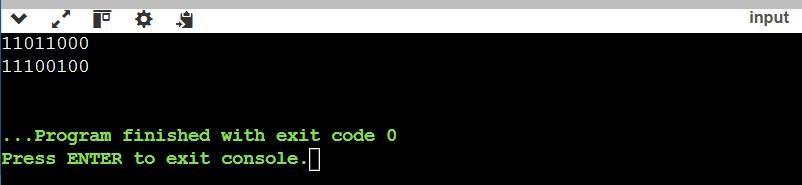 input
11011000
11100100
...Program finished with exit code 0
Press ENTER to exit console.